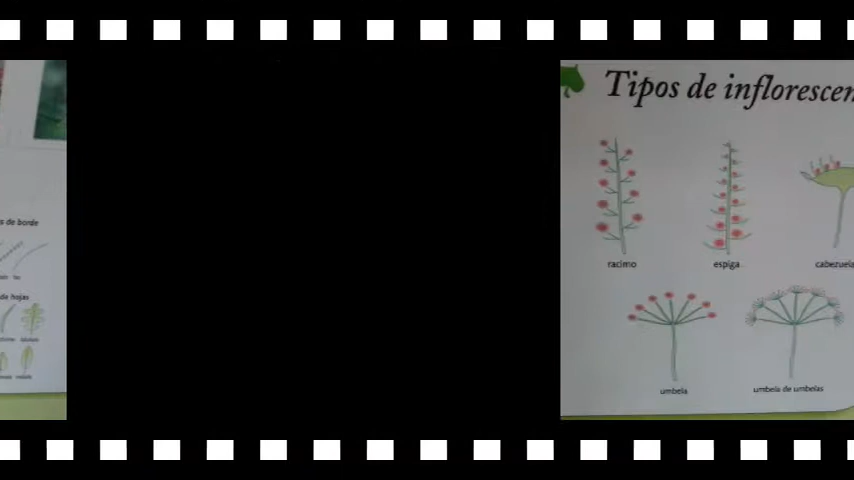 s de borde
de hojas
Tipos de inflorescen
racimo
espiga
cabezuela
umbela
umbela de umbelas